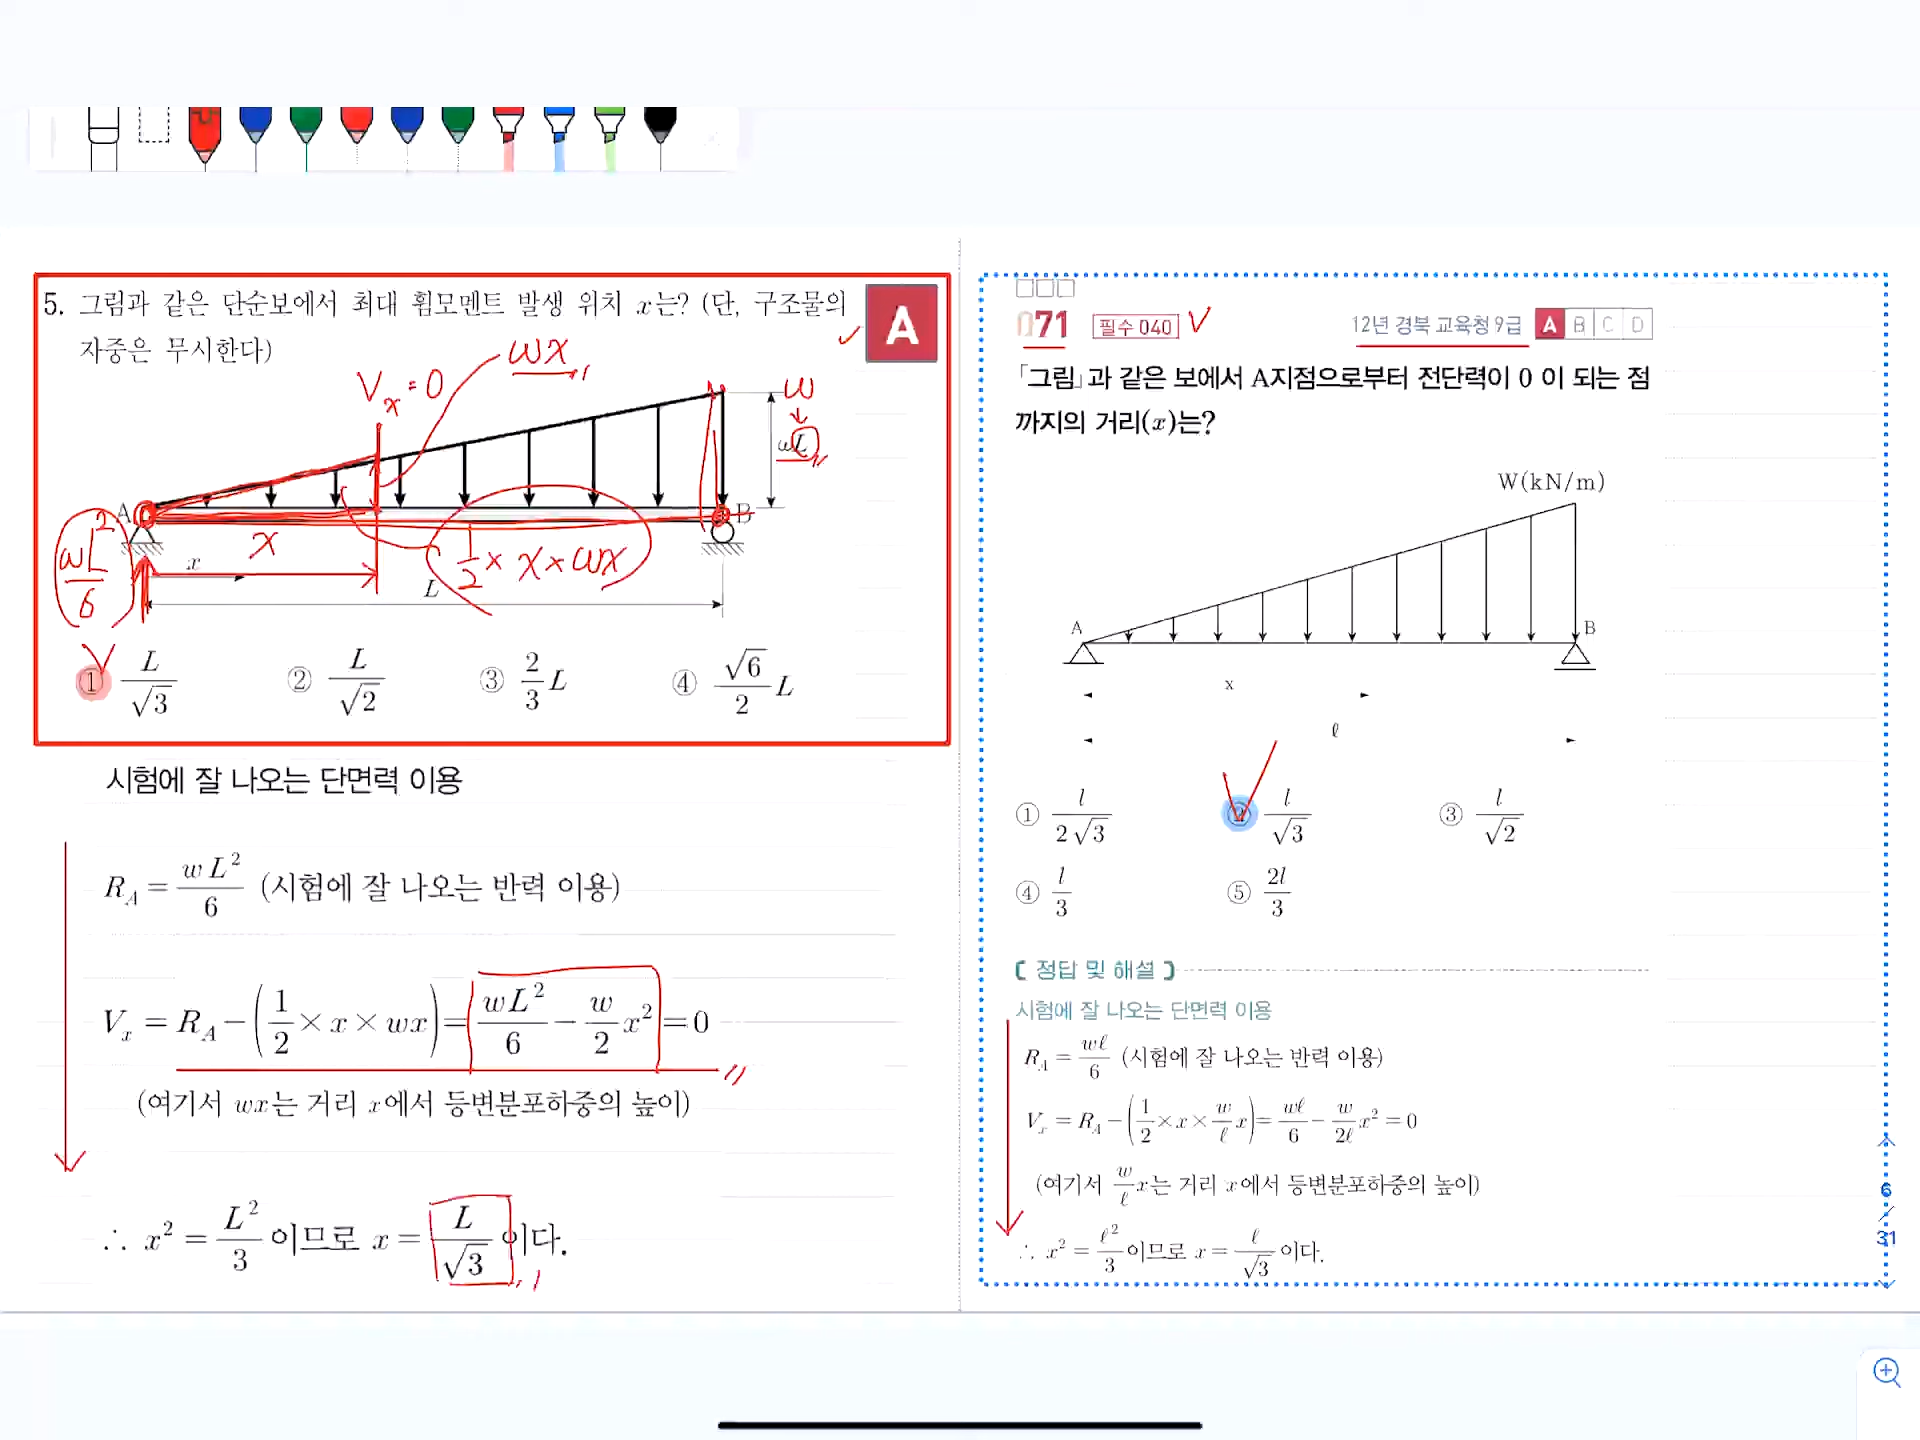 5. 그림과 같은 단순보에서 최대 휨모멘트 발생 위치 x는? (단, 구조물의
자중은 무시한다)
A
V_x = 0
wx
w
wL
A
B
x
x
L
wL²/6
1/2 × x × wx
① L/√3
② L/√2
③ 2/3 L
④ √6/2 L
시험에 잘 나오는 단면력 이용
R_A = wL²/6 (시험에 잘 나오는 반력 이용)
V_x = R_A − (1/2 × x × wx) = wL²/6 − w/2 x² = 0
(여기서 wx는 거리 x에서 등변분포하중의 높이)
∴ x² = L²/3 이므로 x = L/√3 이다.
071 필수 040 12년 경북 교육청 9급 A B C D
「그림」과 같은 보에서 A지점으로부터 전단력이 0 이 되는 점
까지의 거리(x)는?
W(kN/m)
A
B
x
ℓ
① l/2√3
② l/√3
③ l/√2
④ l/3
⑤ 2l/3
【 정답 및 해설 】
시험에 잘 나오는 단면력 이용
R_A = wℓ/6 (시험에 잘 나오는 반력 이용)
V_x = R_A − (1/2 × x × w/ℓ x) = wℓ/6 − w/2ℓ x² = 0
(여기서 w/ℓ x는 거리 x에서 등변분포하중의 높이)
∴ x² = ℓ²/3 이므로 x = ℓ/√3 이다.
6
/
31